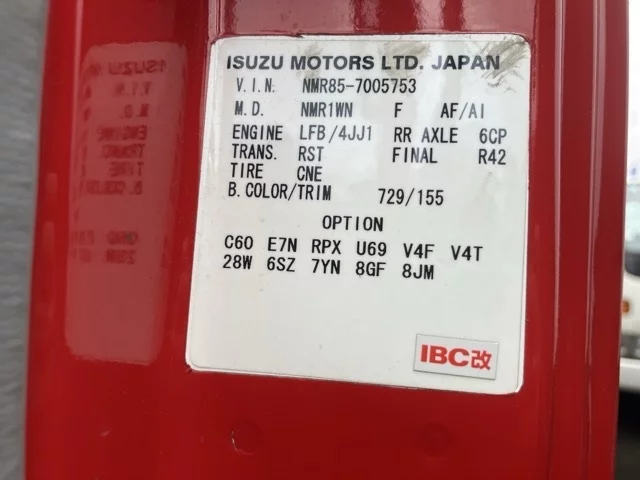 ISUZU MOTORS LTD. JAPAN
V.I.N. NMR85-7005753
M.D. NMR1WN F AF/AI
ENGINE LFB/4JJ1 RR AXLE 6CP
TRANS. RST FINAL R42
TIRE CNE
B.COLOR/TRIM 729/155
OPTION
C60 E7N RPX U69 V4F V4T
28W 6SZ 7YN 8GF 8JM
IBC改